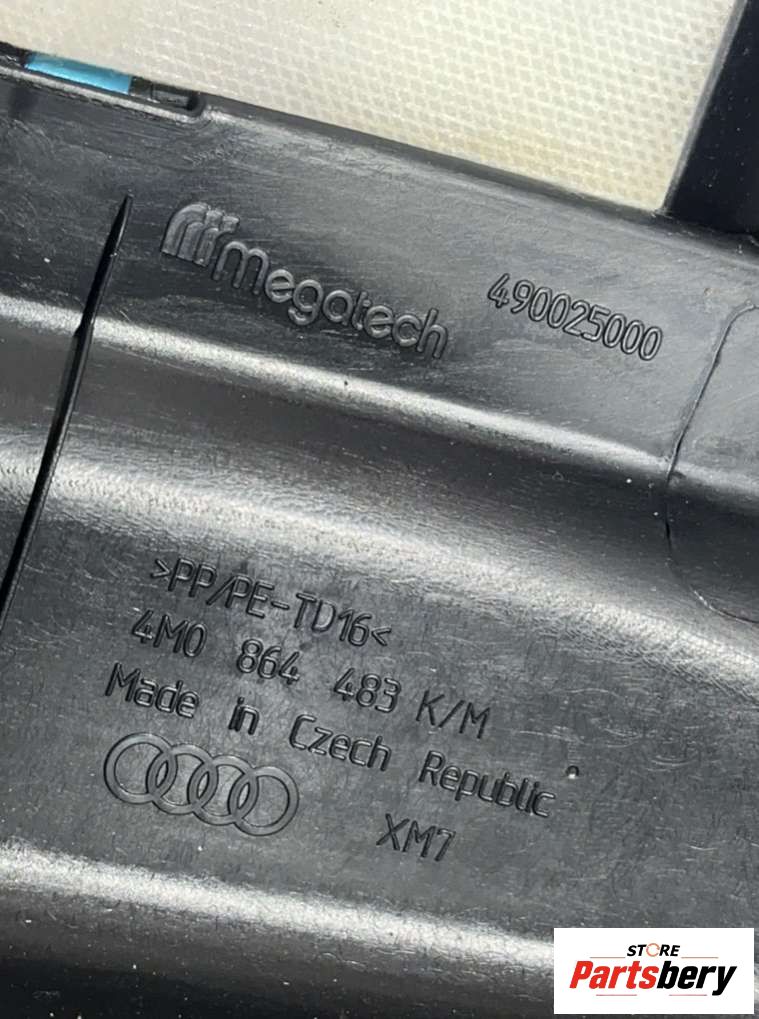 megatech
490025000
>PP/PE-TD16<
4M0 864 483 K/M
Made in Czech Republic
XM7
STORE
Partsbery